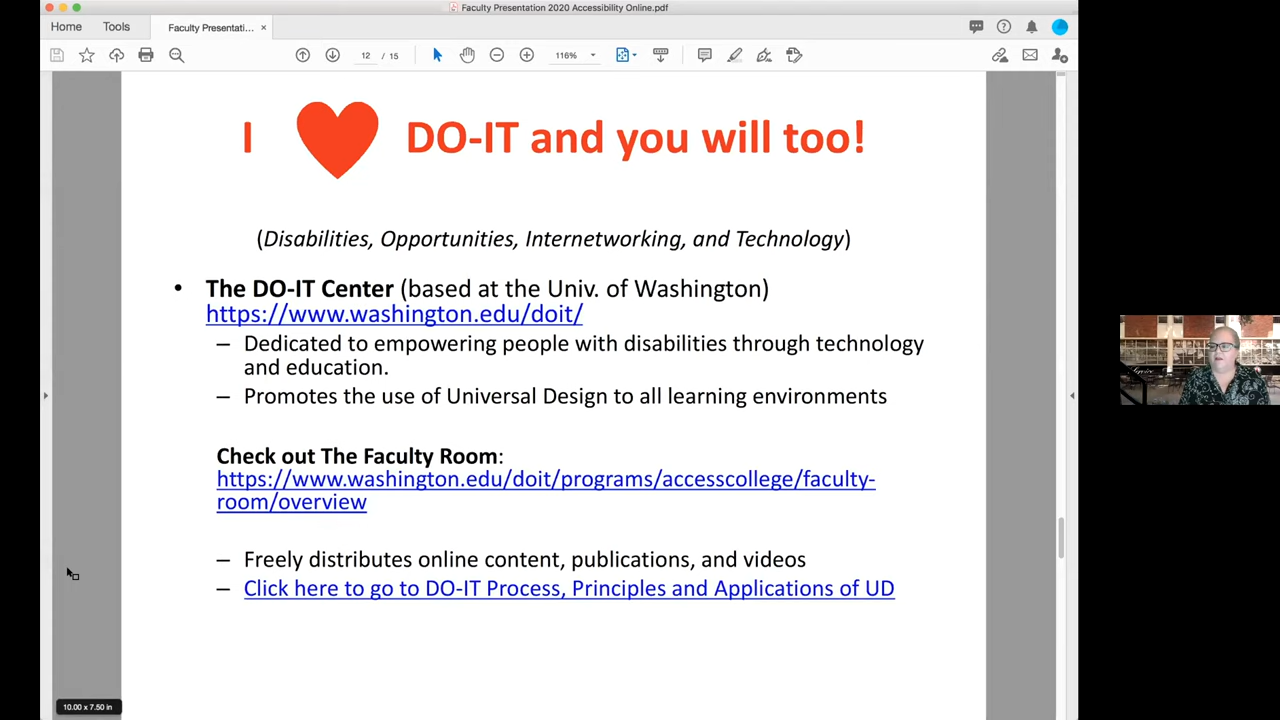 Faculty Presentation 2020 Accessibility Online.pdf
Home Tools Faculty Presentati... ×
12 / 15 116%
I DO-IT and you will too!
(Disabilities, Opportunities, Internetworking, and Technology)
• The DO-IT Center (based at the Univ. of Washington)
https://www.washington.edu/doit/
– Dedicated to empowering people with disabilities through technology
and education.
– Promotes the use of Universal Design to all learning environments
Check out The Faculty Room:
https://www.washington.edu/doit/programs/accesscollege/faculty-
room/overview
– Freely distributes online content, publications, and videos
– Click here to go to DO-IT Process, Principles and Applications of UD
10.00 x 7.50 in